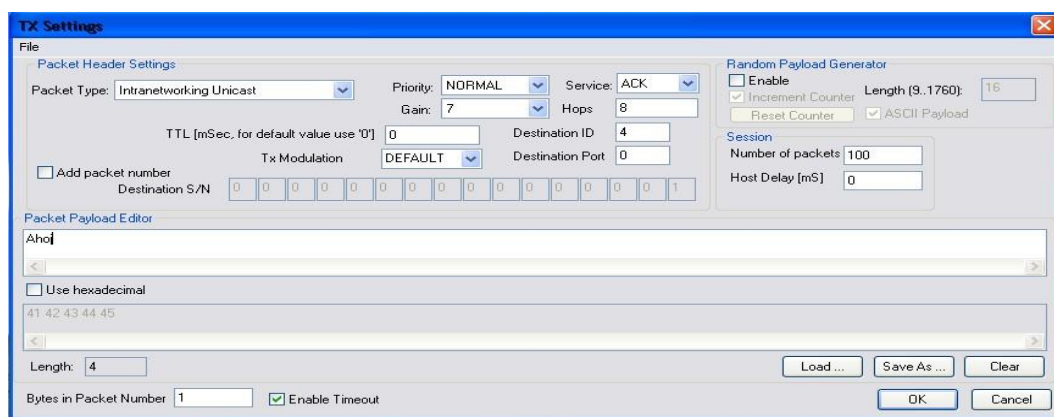 TX Settings
File
Packet Header Settings
Packet Type: Intranetworking Unicast
Priority: NORMAL
Service: ACK
Gain: 7
Hops 8
TTL [mSec, for default value use '0'] 0
Destination ID 4
Tx Modulation DEFAULT
Destination Port 0
Add packet number
Destination S/N 0 0 0 0 0 0 0 0 0 0 0 0 0 0 0 1
Random Payload Generator
Enable
Length (9..1760): 16
Increment Counter
Reset Counter
ASCII Payload
Session
Number of packets 100
Host Delay [mS] 0
Packet Payload Editor
Ahoj
Use hexadecimal
41 42 43 44 45
Length: 4
Load ...
Save As ...
Clear
Bytes in Packet Number 1
Enable Timeout
OK
Cancel